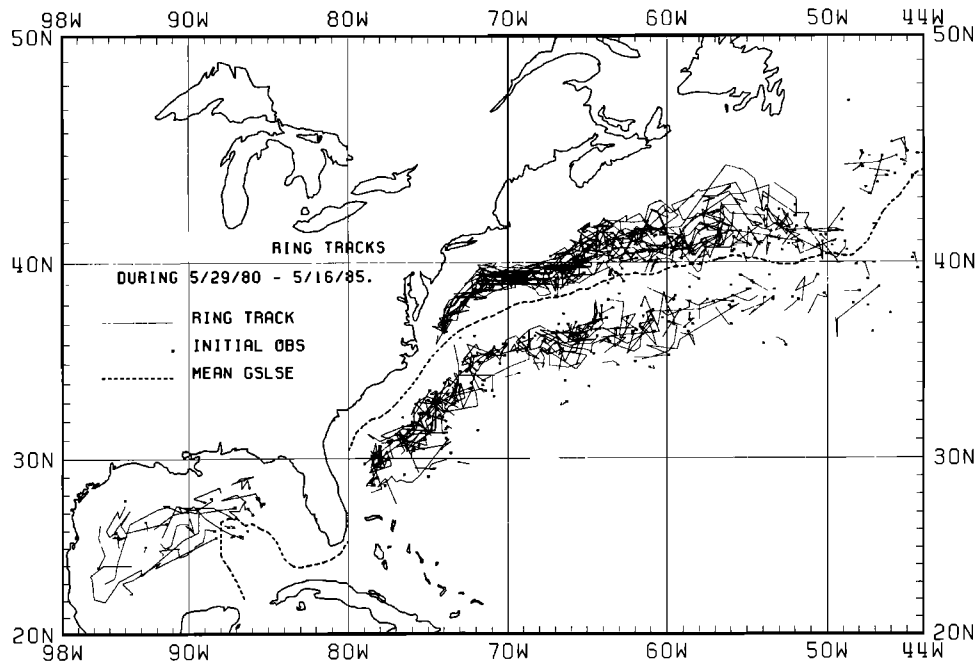 98W 90W 80W 70W 60W 50W 44W
50N 50N
RING TRACKS
40N 40N
DURING 5/29/80 - 5/16/85.
RING TRACK
INITIAL OBS
MEAN GSLSE
30N 30N
20N 20N
98W 90W 80W 70W 60W 50W 44W